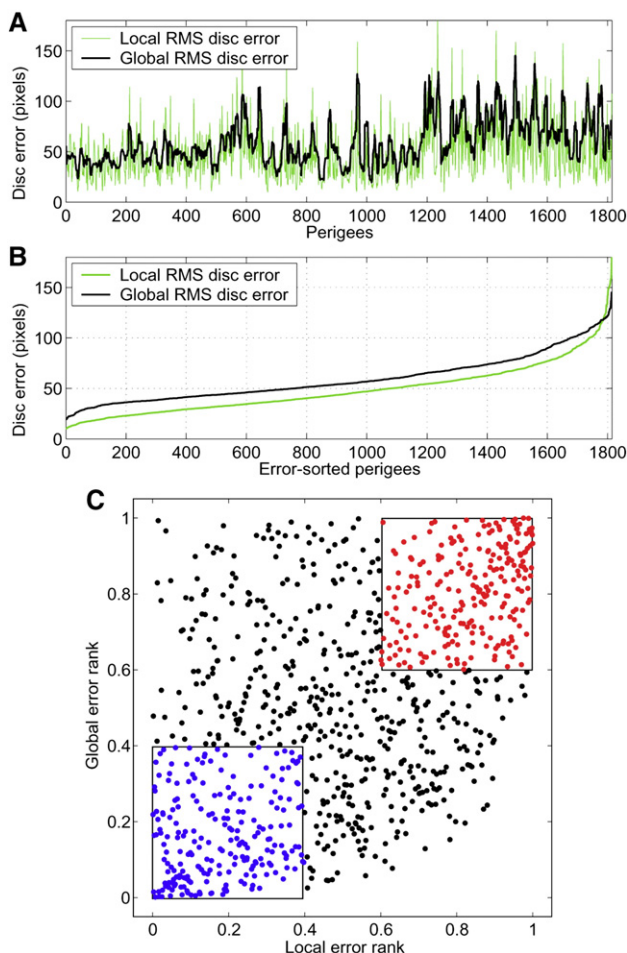 A
Local RMS disc error
Global RMS disc error
Disc error (pixels)
150
100
50
0
0 200 400 600 800 1000 1200 1400 1600 1800
Perigees
B
Local RMS disc error
Global RMS disc error
Disc error (pixels)
150
100
50
0
0 200 400 600 800 1000 1200 1400 1600 1800
Error-sorted perigees
C
Global error rank
1
0.8
0.6
0.4
0.2
0
0 0.2 0.4 0.6 0.8 1
Local error rank